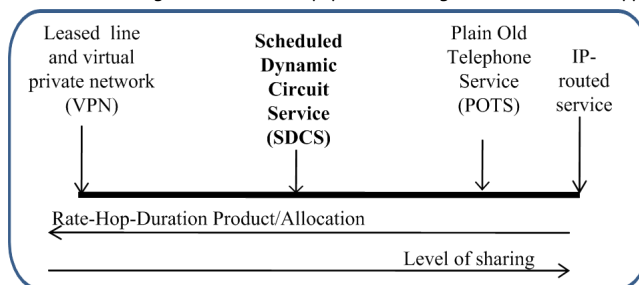 Leased line
and virtual
private network
(VPN)
Scheduled
Dynamic
Circuit
Service
(SDCS)
Plain Old
Telephone
Service
(POTS)
IP-
routed
service
Rate-Hop-Duration Product/Allocation
Level of sharing